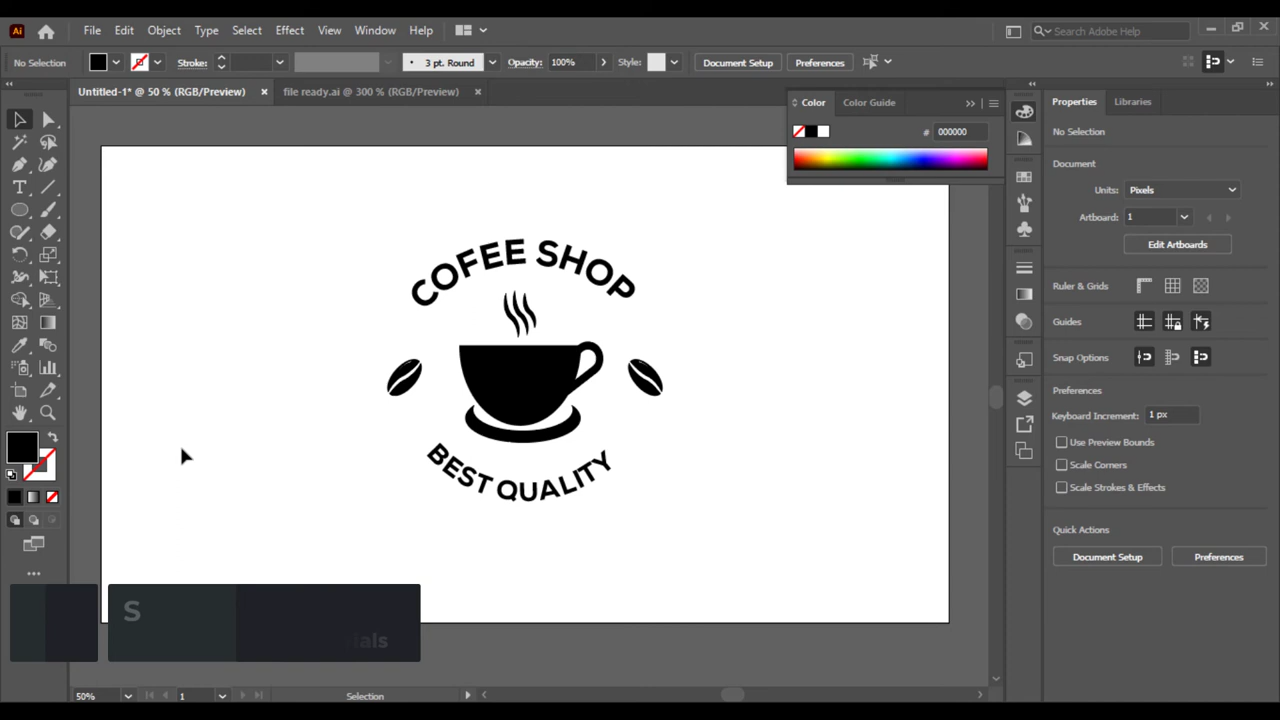 Ai File Edit Object Type Select Effect View Window Help Search Adobe Help
No Selection Stroke: 3 pt. Round Opacity: 100% Style: Document Setup Preferences
Untitled-1* @ 50 % (RGB/Preview) file ready.ai @ 300 % (RGB/Preview)
Color Color Guide
Properties Libraries
# 000000
No Selection
Document
Units: Pixels
Artboard: 1
Edit Artboards
Ruler & Grids
Guides
Snap Options
Preferences
Keyboard Increment: 1 px
Use Preview Bounds
Scale Corners
Scale Strokes & Effects
Quick Actions
Document Setup Preferences
COFEE SHOP
BEST QUALITY
S
50% 1 Selection